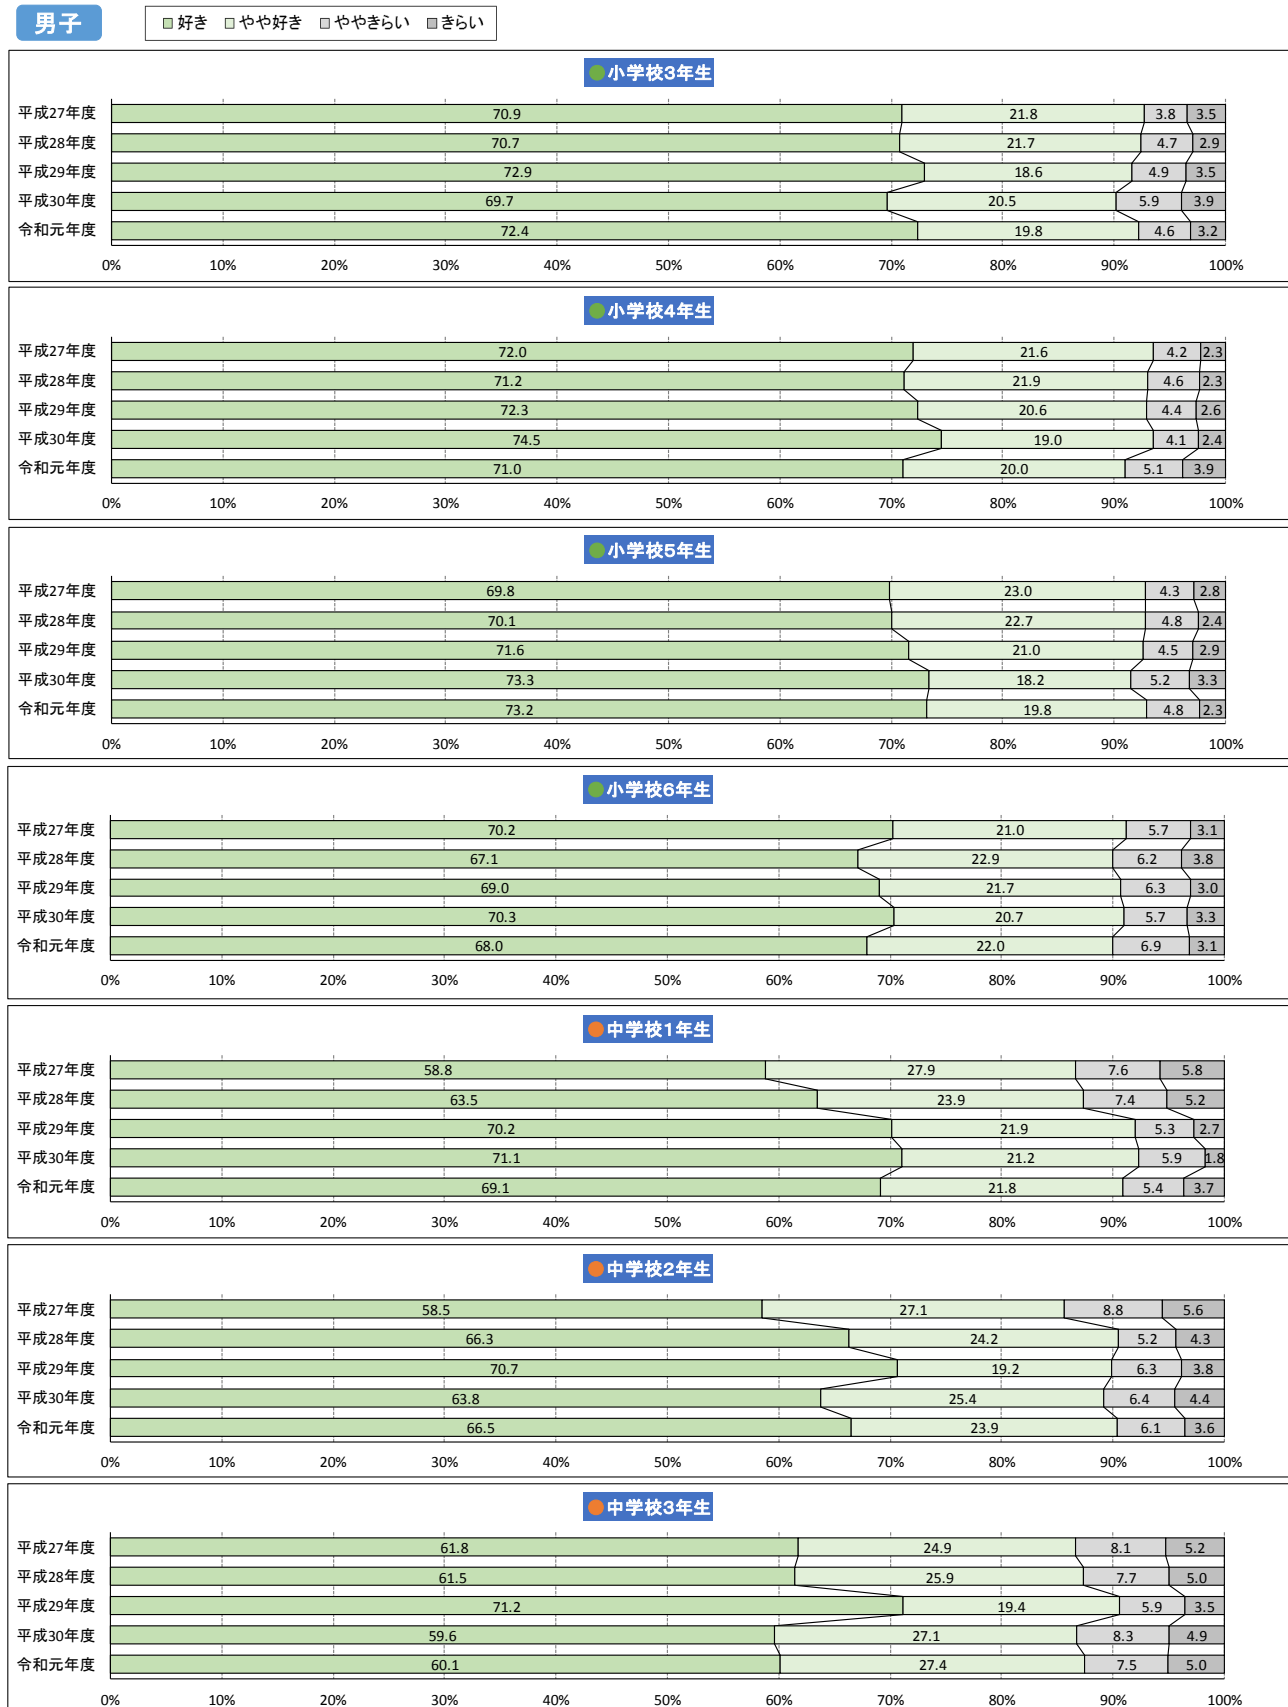 男子
好き やや好き ややきらい きらい
小学校3年生
平成27年度 70.9 21.8 3.8 3.5
平成28年度 70.7 21.7 4.7 2.9
平成29年度 72.9 18.6 4.9 3.5
平成30年度 69.7 20.5 5.9 3.9
令和元年度 72.4 19.8 4.6 3.2
0% 10% 20% 30% 40% 50% 60% 70% 80% 90% 100%
小学校4年生
平成27年度 72.0 21.6 4.2 2.3
平成28年度 71.2 21.9 4.6 2.3
平成29年度 72.3 20.6 4.4 2.6
平成30年度 74.5 19.0 4.1 2.4
令和元年度 71.0 20.0 5.1 3.9
0% 10% 20% 30% 40% 50% 60% 70% 80% 90% 100%
小学校5年生
平成27年度 69.8 23.0 4.3 2.8
平成28年度 70.1 22.7 4.8 2.4
平成29年度 71.6 21.0 4.5 2.9
平成30年度 73.3 18.2 5.2 3.3
令和元年度 73.2 19.8 4.8 2.3
0% 10% 20% 30% 40% 50% 60% 70% 80% 90% 100%
小学校6年生
平成27年度 70.2 21.0 5.7 3.1
平成28年度 67.1 22.9 6.2 3.8
平成29年度 69.0 21.7 6.3 3.0
平成30年度 70.3 20.7 5.7 3.3
令和元年度 68.0 22.0 6.9 3.1
0% 10% 20% 30% 40% 50% 60% 70% 80% 90% 100%
中学校1年生
平成27年度 58.8 27.9 7.6 5.8
平成28年度 63.5 23.9 7.4 5.2
平成29年度 70.2 21.9 5.3 2.7
平成30年度 71.1 21.2 5.9 1.8
令和元年度 69.1 21.8 5.4 3.7
0% 10% 20% 30% 40% 50% 60% 70% 80% 90% 100%
中学校2年生
平成27年度 58.5 27.1 8.8 5.6
平成28年度 66.3 24.2 5.2 4.3
平成29年度 70.7 19.2 6.3 3.8
平成30年度 63.8 25.4 6.4 4.4
令和元年度 66.5 23.9 6.1 3.6
0% 10% 20% 30% 40% 50% 60% 70% 80% 90% 100%
中学校3年生
平成27年度 61.8 24.9 8.1 5.2
平成28年度 61.5 25.9 7.7 5.0
平成29年度 71.2 19.4 5.9 3.5
平成30年度 59.6 27.1 8.3 4.9
令和元年度 60.1 27.4 7.5 5.0
0% 10% 20% 30% 40% 50% 60% 70% 80% 90% 100%